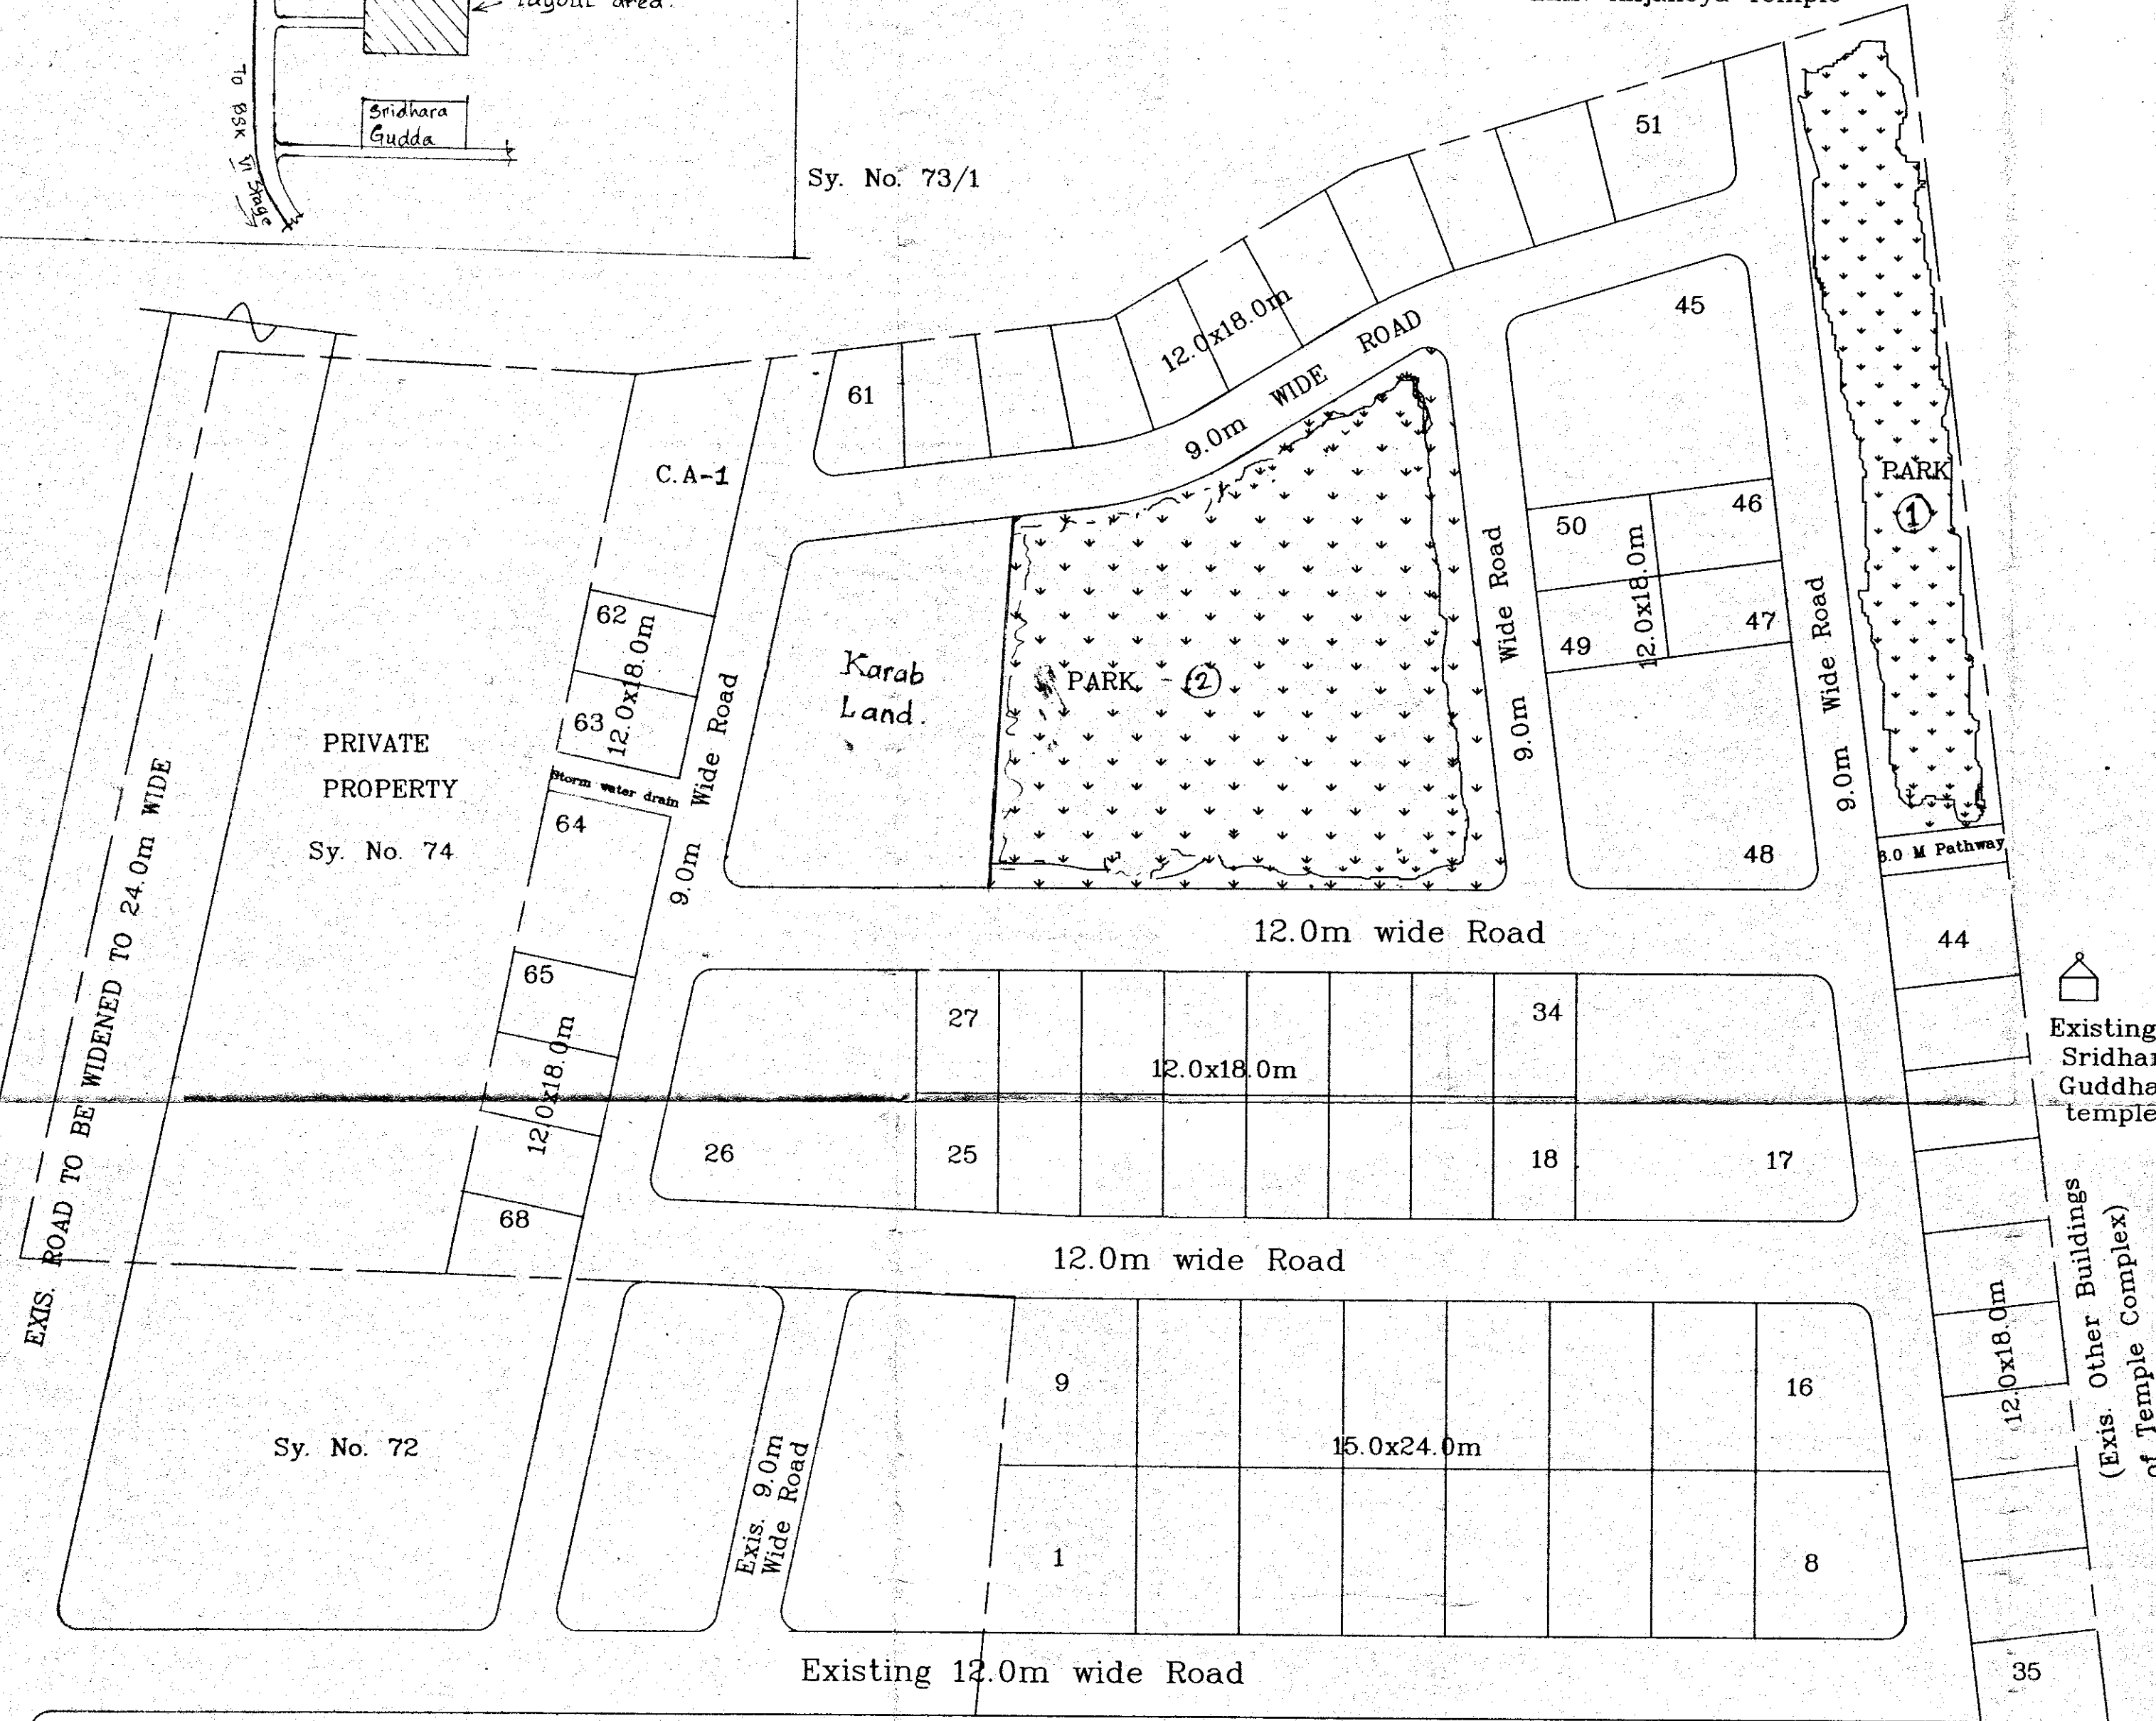 layout area.
Temple
To BSK VI Stage
Sridhara
Gudda
Sy. No. 73/1
51
12.0x18.0m
9.0m WIDE ROAD
45
61
C.A-1
PARK
1
50
46
12.0x18.0m
49
47
9.0m Wide Road
9.0m Wide Road
62
12.0x18.0m
63
Karab
Land.
PARK - 2
9.0m Wide Road
PRIVATE
PROPERTY
Sy. No. 74
Storm water drain
64
48
Pathway
EXIS. ROAD TO BE WIDENED TO 24.0m WIDE
12.0m wide Road
44
65
27
34
Existing
Guddha
temple
12.0x18.0m
12.0x18.0m
26
25
18
17
68
12.0m wide Road
9
16
12.0x18.0m
(Exis. Other Buildings
of Temple Complex)
Sy. No. 72
Exis. 9.0m
Wide Road
15.0x24.0m
1
8
Existing 12.0m wide Road
35